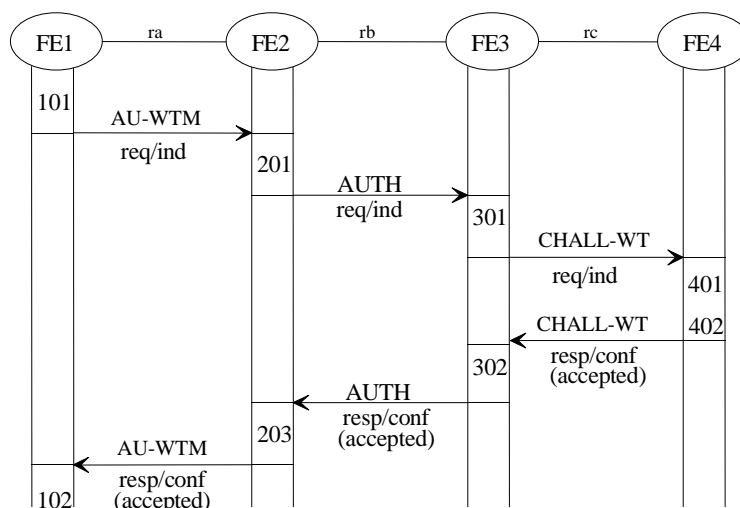 FE1 ra FE2 rb FE3 rc FE4
101
AU-WTM
req/ind
201
AUTH
req/ind
301
CHALL-WT
req/ind
401
CHALL-WT 402
resp/conf
(accepted)
302
AUTH
resp/conf
(accepted)
203
AU-WTM
resp/conf
(accepted)
102